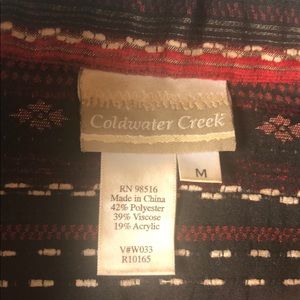 Coldwater Creek
M
RN 98516
Made in China
42% Polyester
39% Viscose
19% Acrylic
V#W033
R10165